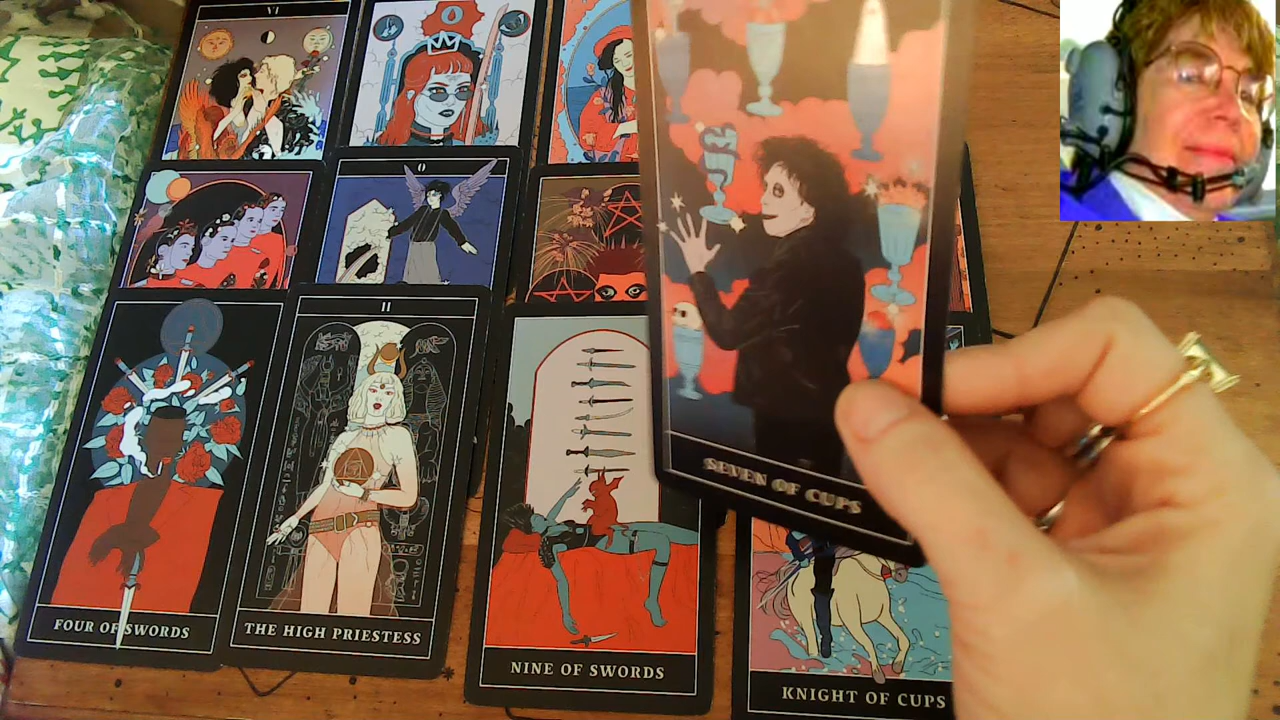 VI
0
II
SEVEN OF CUPS
FOUR OF SWORDS
THE HIGH PRIESTESS
NINE OF SWORDS
KNIGHT OF CUPS